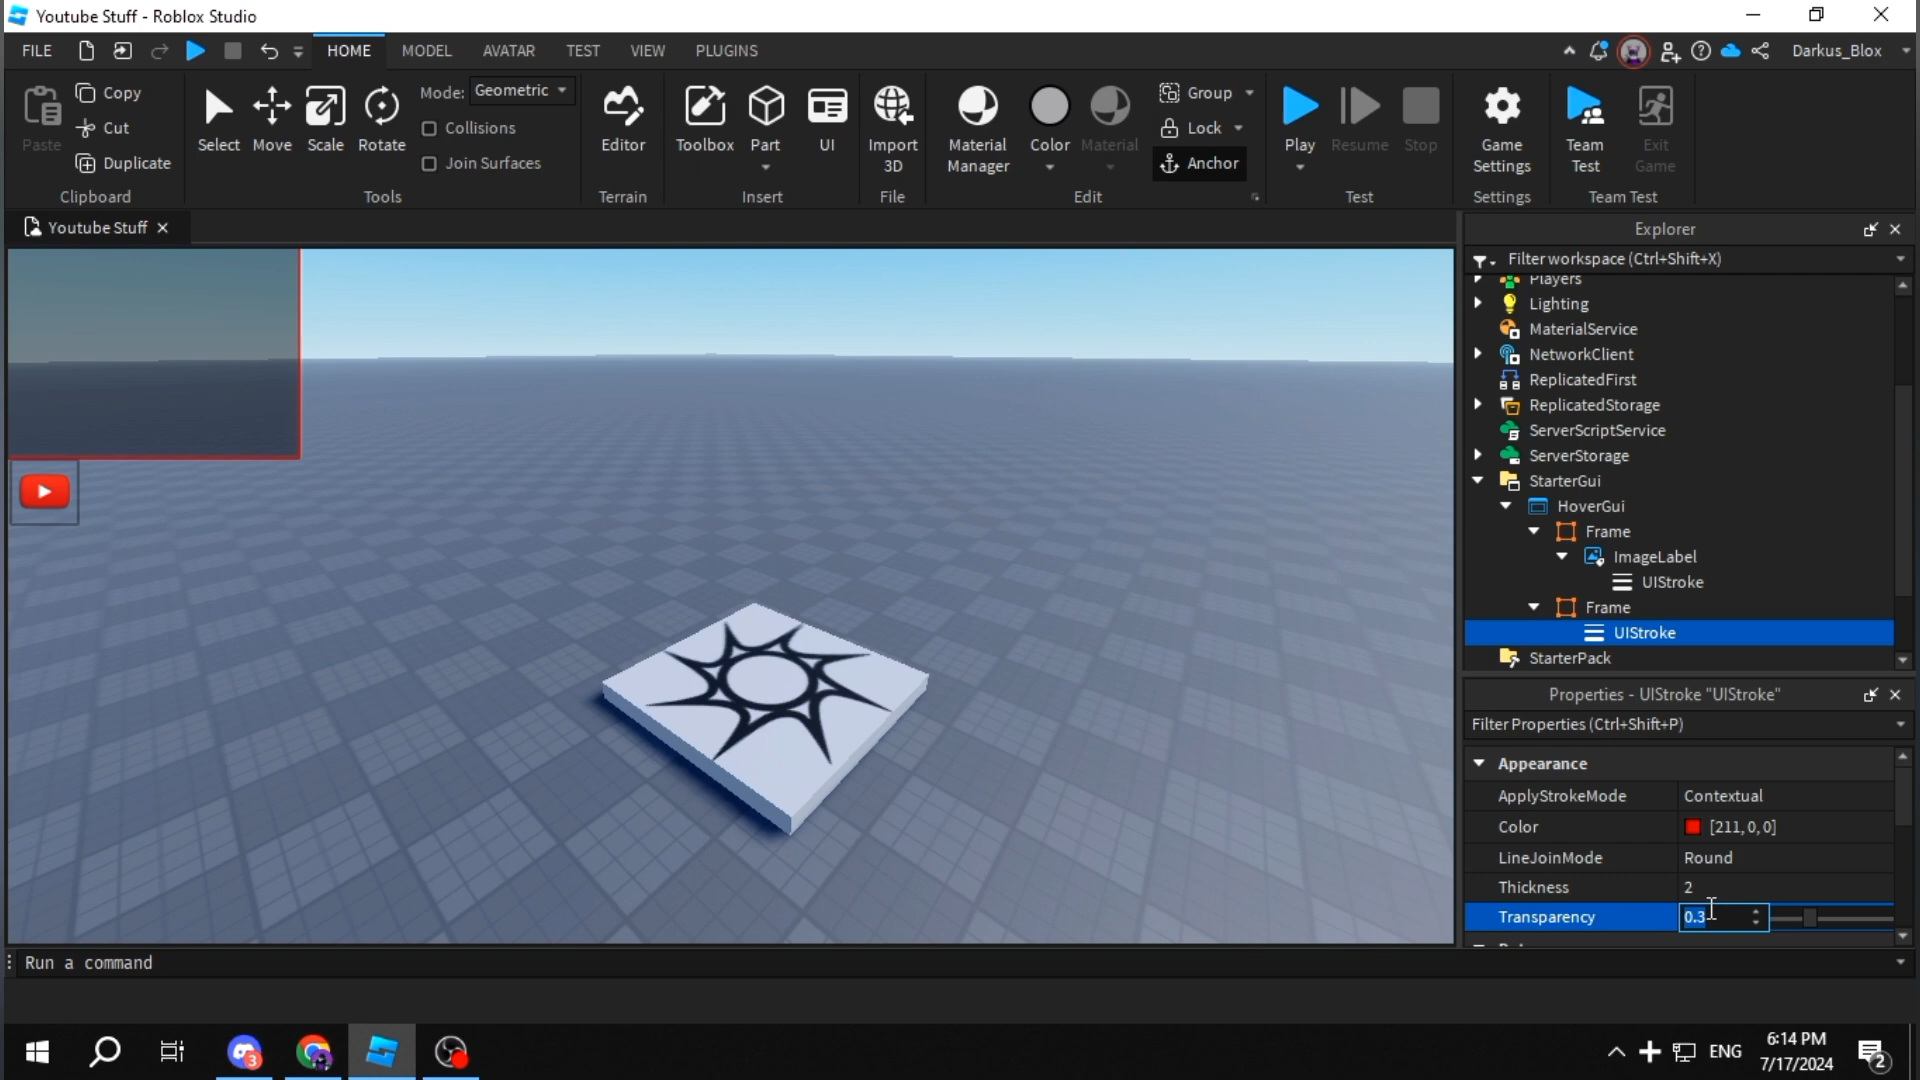 Youtube Stuff - Roblox Studio
FILE
HOME
MODEL
AVATAR
TEST
VIEW
PLUGINS
Darkus_Blox
Paste
Copy
Cut
Duplicate
Clipboard
Select
Move
Scale
Rotate
Mode: Geometric
Collisions
Join Surfaces
Tools
Editor
Terrain
Toolbox
Part
UI
Insert
Import
3D
File
Material
Manager
Color
Material
Group
Lock
Anchor
Edit
Play
Resume
Stop
Test
Game
Settings
Settings
Team
Test
Exit
Game
Team Test
Youtube Stuff
Explorer
Filter workspace (Ctrl+Shift+X)
Players
Lighting
MaterialService
NetworkClient
ReplicatedFirst
ReplicatedStorage
ServerScriptService
ServerStorage
StarterGui
HoverGui
Frame
ImageLabel
UIStroke
Frame
UIStroke
StarterPack
Properties - UIStroke "UIStroke"
Filter Properties (Ctrl+Shift+P)
Appearance
ApplyStrokeMode Contextual
Color [211, 0, 0]
LineJoinMode Round
Thickness 2
Transparency 0.3
Run a command
3
ENG
6:14 PM
7/17/2024
2